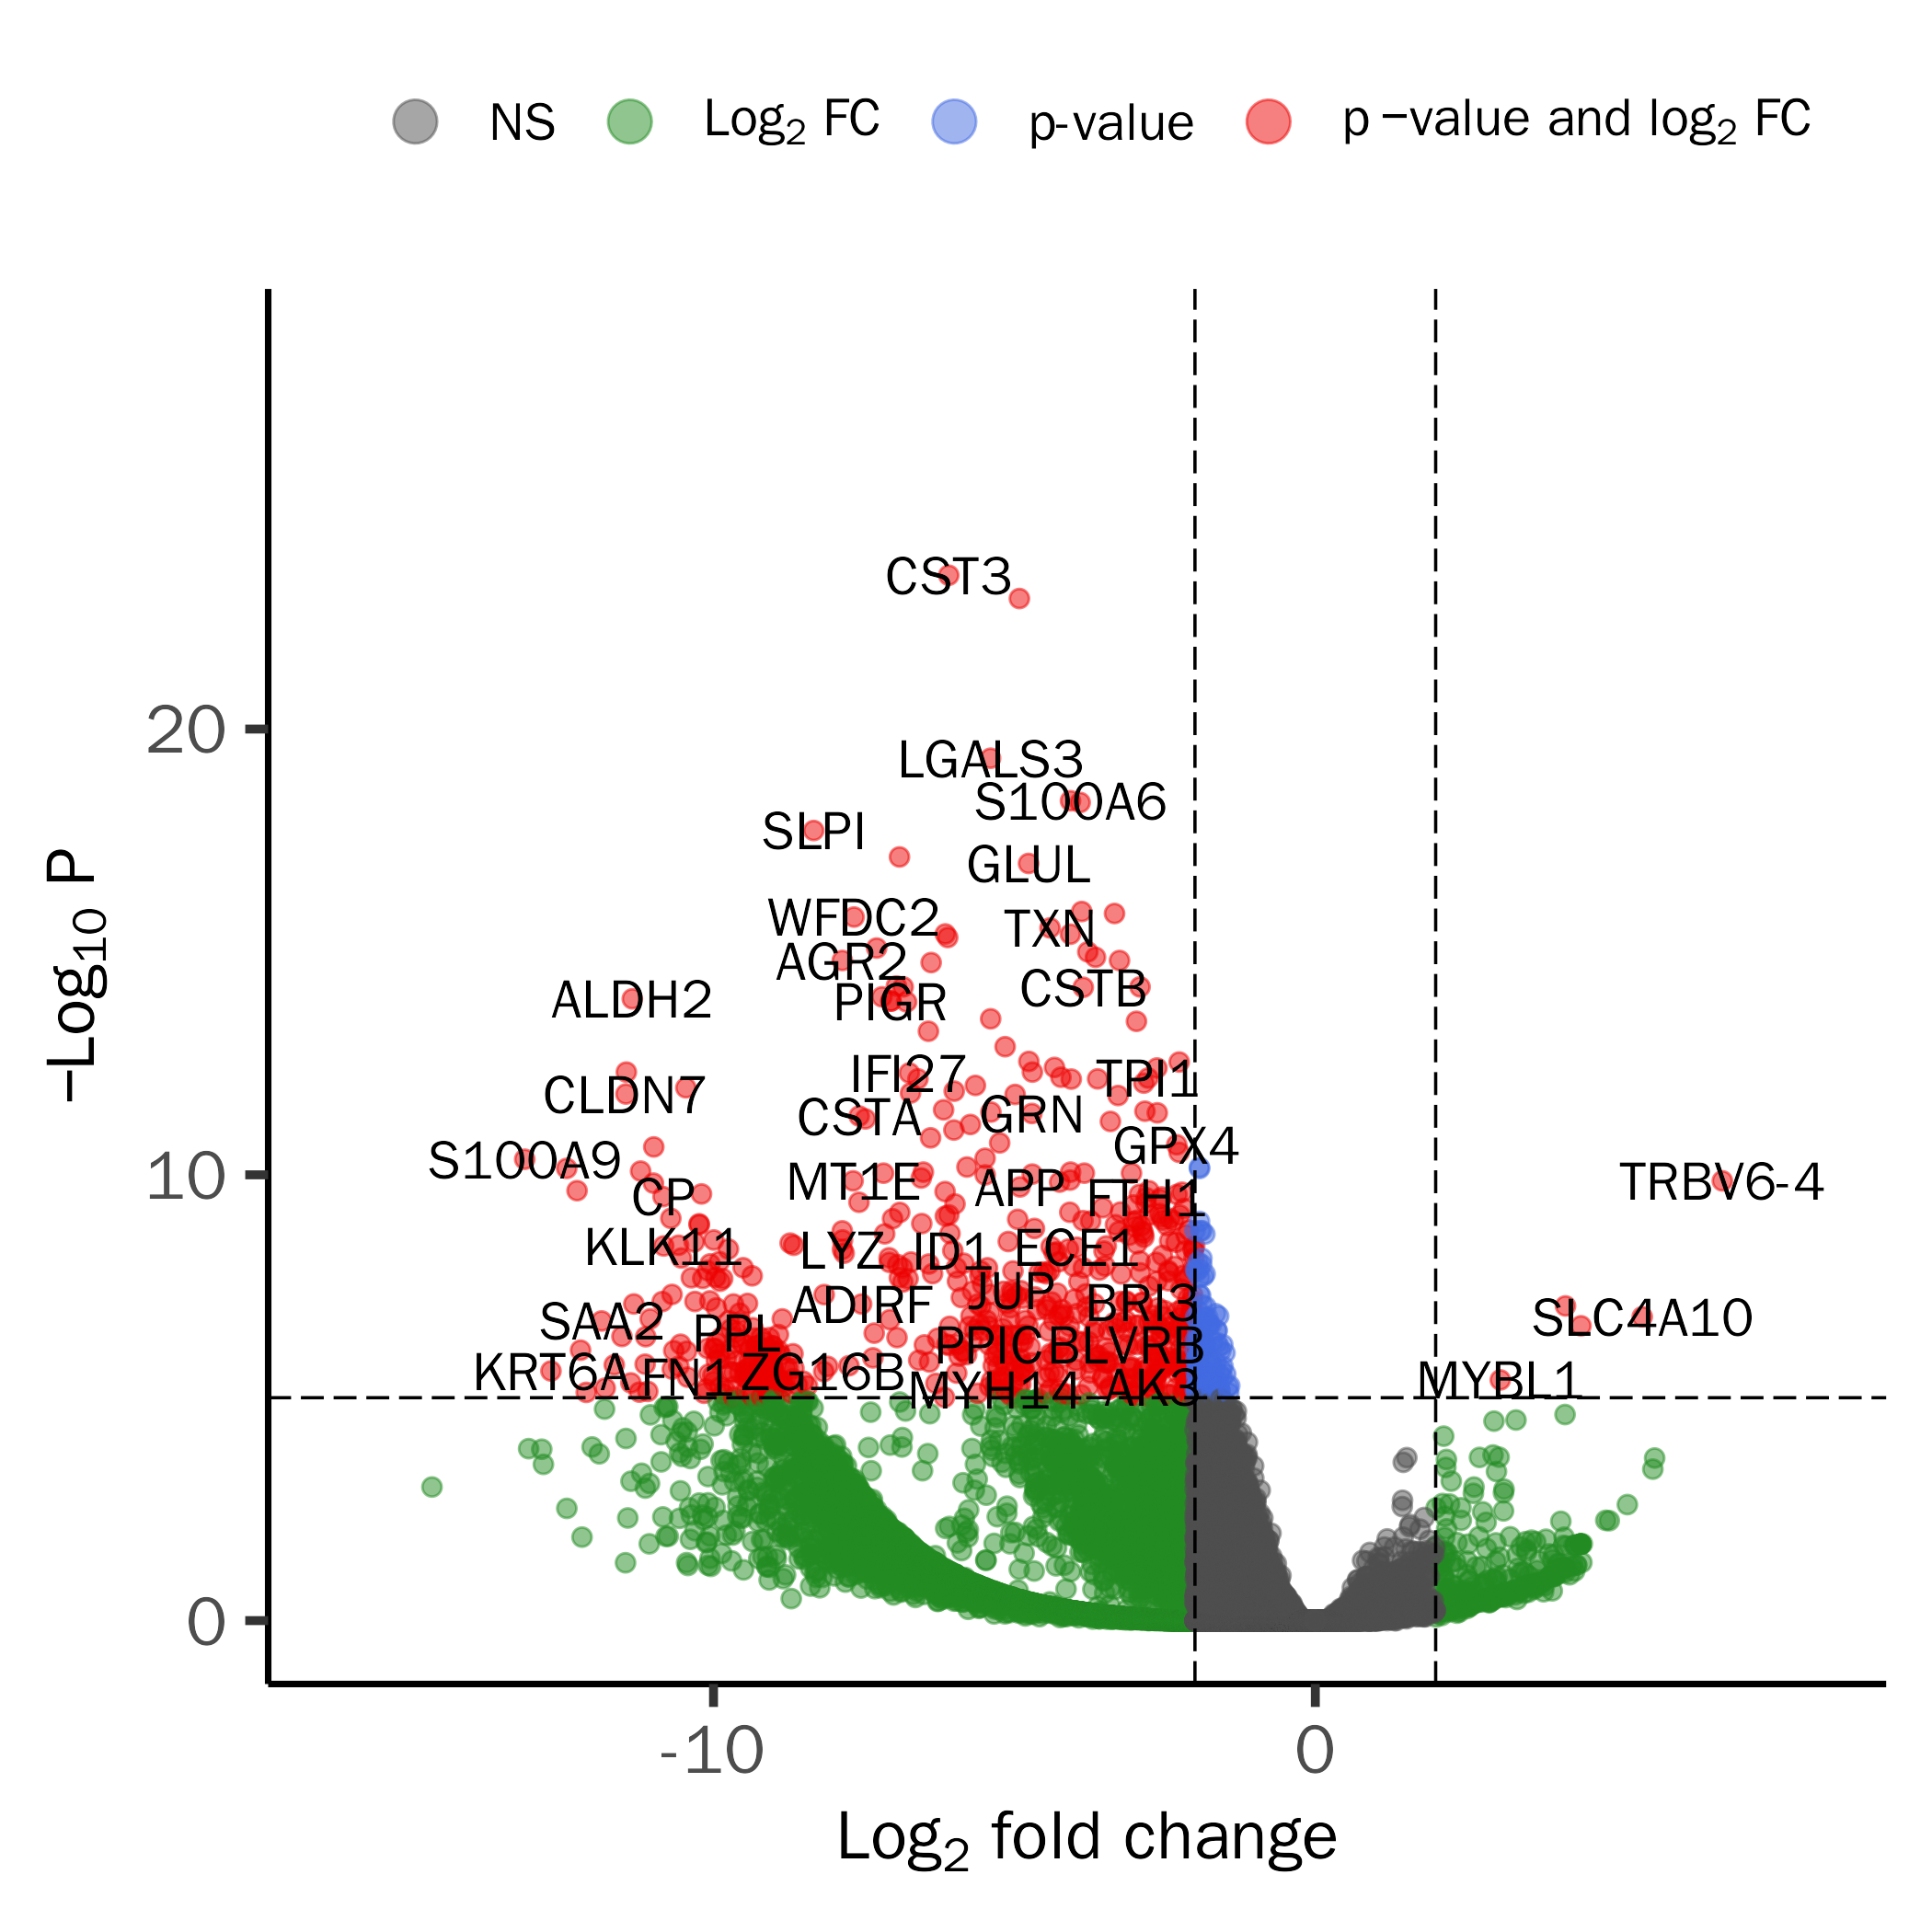 NS Log2 FC p-value p −value and log2 FC
CST3
20
LGALS3
S100A6
SLPI
GLUL
WFDC2
TXN
AGR2
CSTB
ALDH2
PIGR
IFI27
TPI1
CLDN7
CSTA
GRN
GPX4
S100A9
10
MT1E
APP
TRBV6-4
CP
FTH1
KLK11
LYZ
ID1
ECE1
JUP
ADIRF
BRI3
SLC4A10
SAA2
PPL
PPIC
BLVRB
KRT6A
FN1
ZG16B
MYBL1
MYH14
AK3
0
−Log10 P
-10
0
Log2 fold change